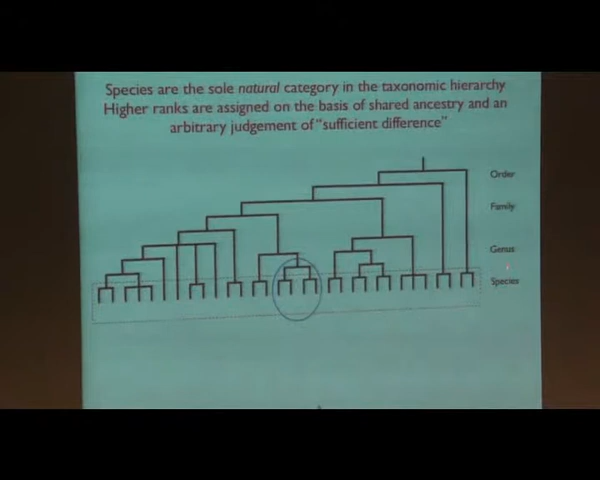 Species are the sole natural category in the taxonomic hierarchy
Higher ranks are assigned on the basis of shared ancestry and an
arbitrary judgement of "sufficient difference"
Order
Family
Genus
Species